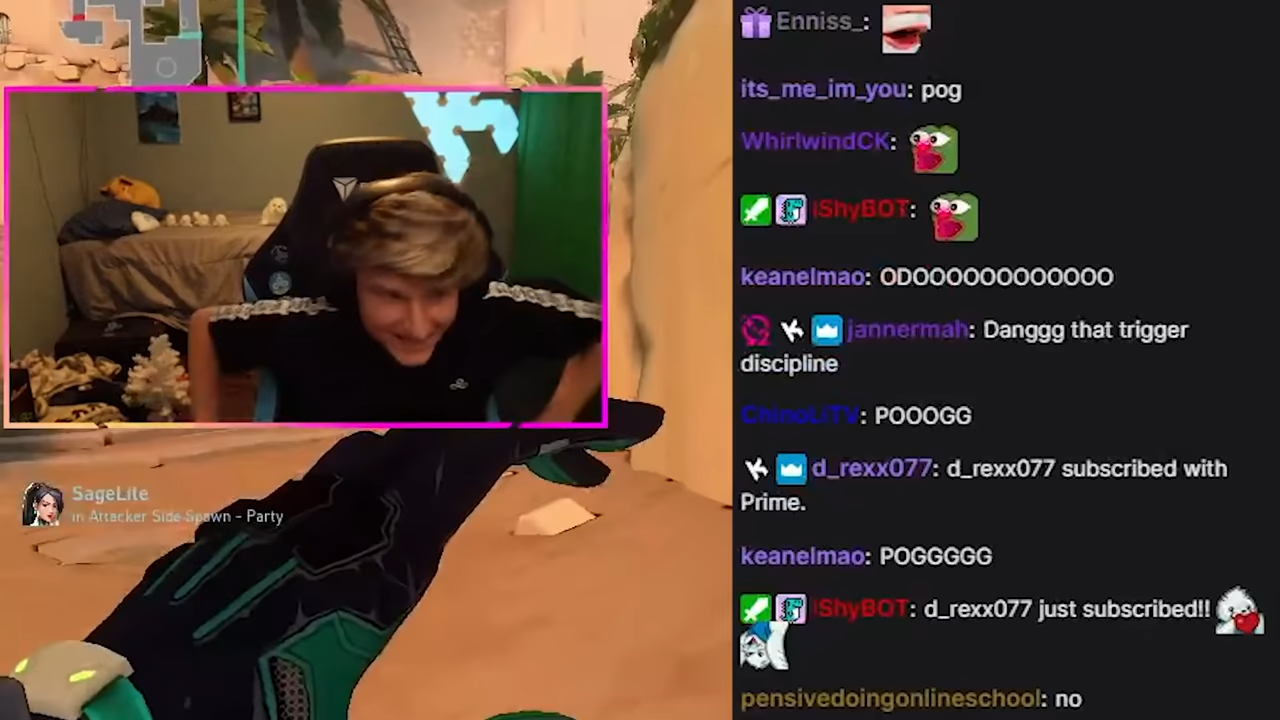 Enniss_:
its_me_im_you: pog
WhirlwindCK:
iShyBOT:
keanelmao: ODOOOOOOOOOOOO
jannermah: Danggg that trigger
discipline
ChinoLiTV: POOOGG
d_rexx077: d_rexx077 subscribed with
Prime.
keanelmao: POGGGGG
iShyBOT: d_rexx077 just subscribed!!
pensivedoingonlineschool: no
SageLite
in Attacker Side Spawn - Party